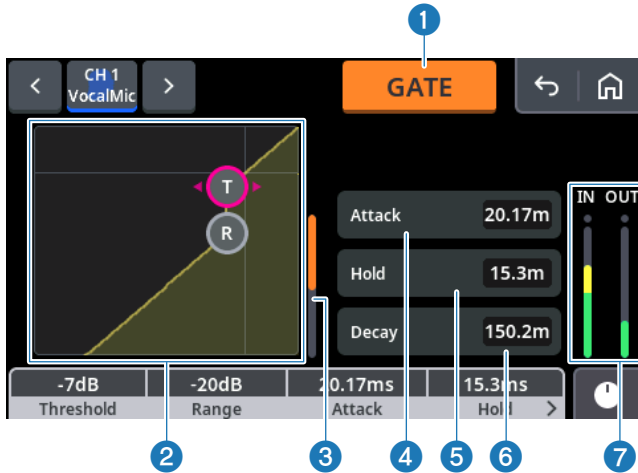 1
CH 1
VocalMic
GATE
IN OUT
T
R
Attack 20.17m
Hold 15.3m
Decay 150.2m
-7dB -20dB 20.17ms 15.3ms
Threshold Range Attack Hold >
2 3 4 5 6 7